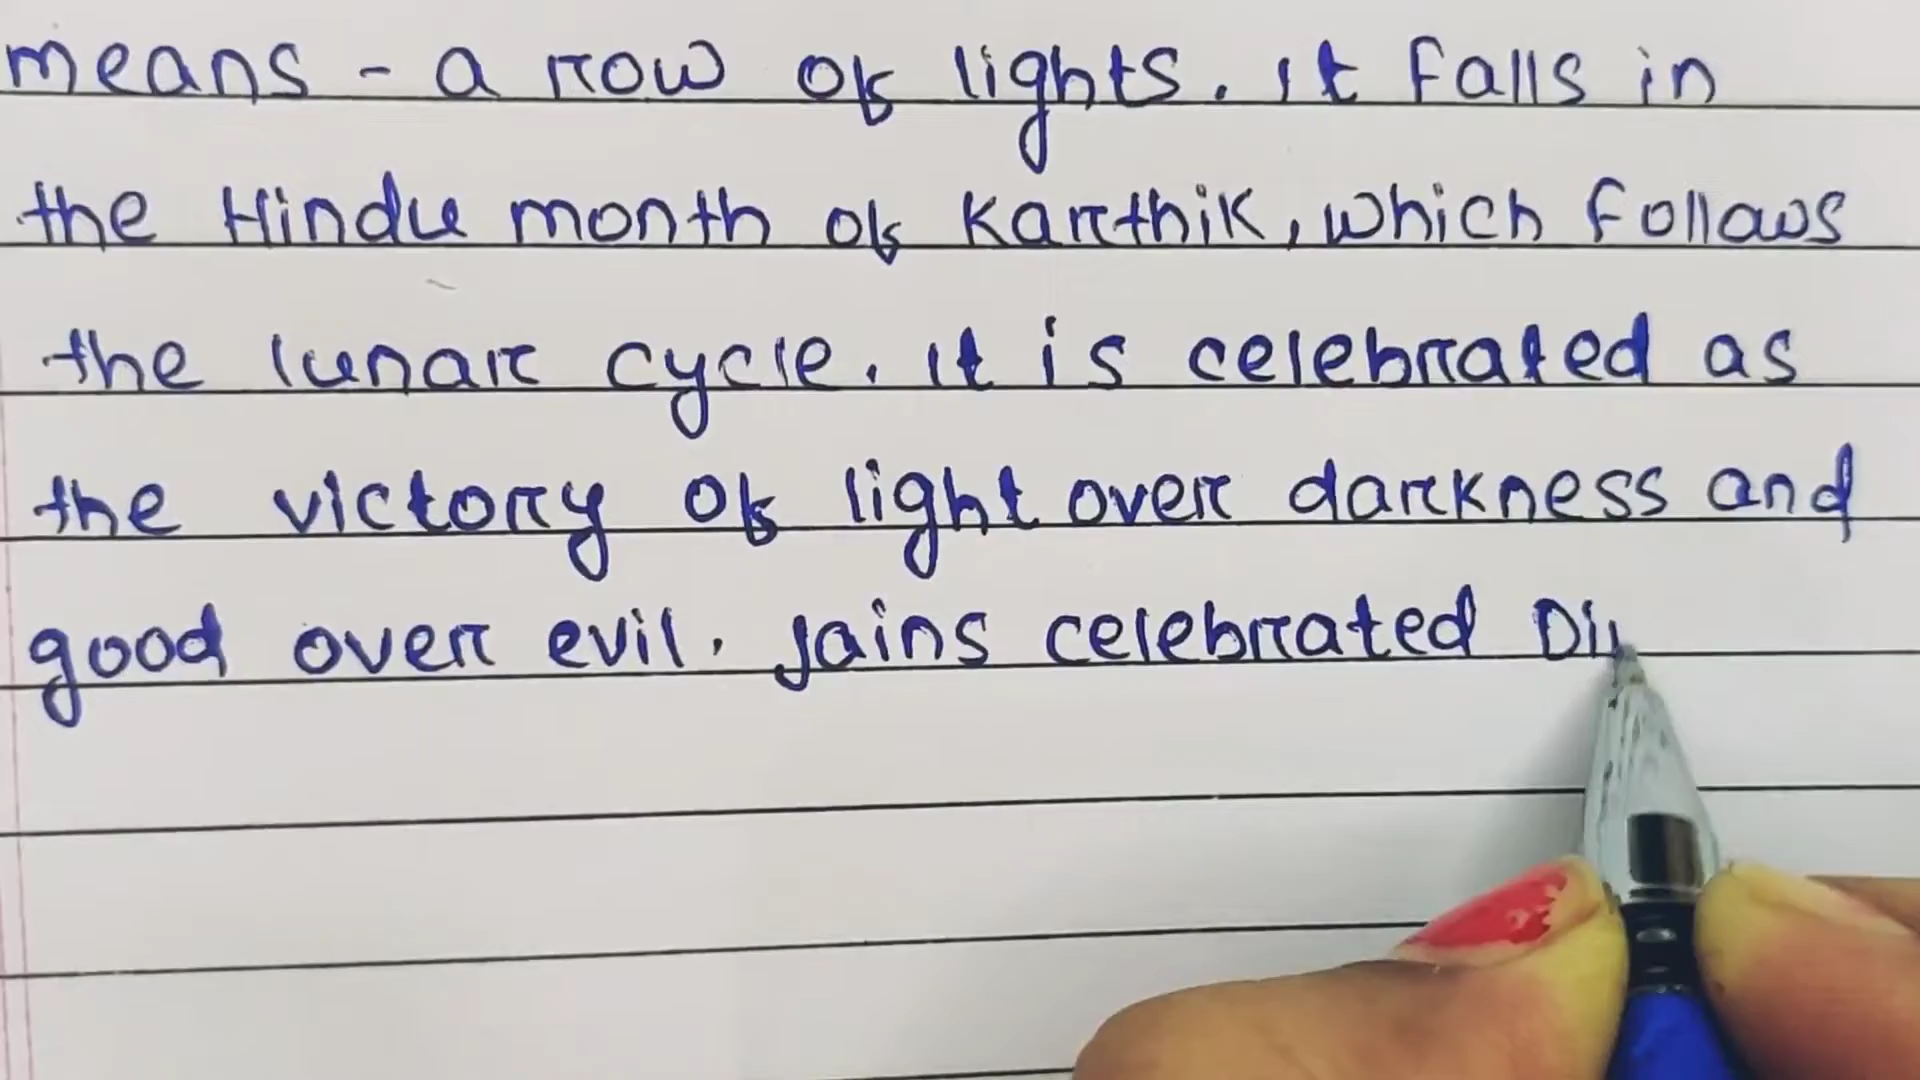 means - a row of lights. It falls in
the Hindu month of Karthik, which follows
the lunar cycle. It is celebrated as
the victory of light over darkness and
good over evil. Jains celebrated Di